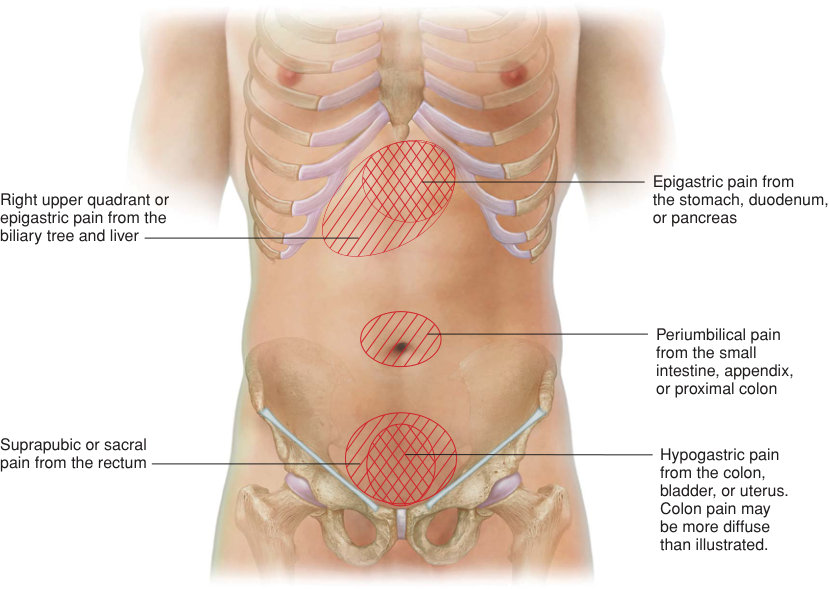 Right upper quadrant or
epigastric pain from the
biliary tree and liver
Epigastric pain from
the stomach, duodenum,
or pancreas
Periumbilical pain
from the small
intestine, appendix,
or proximal colon
Suprapubic or sacral
pain from the rectum
Hypogastric pain
from the colon,
bladder, or uterus.
Colon pain may
be more diffuse
than illustrated.